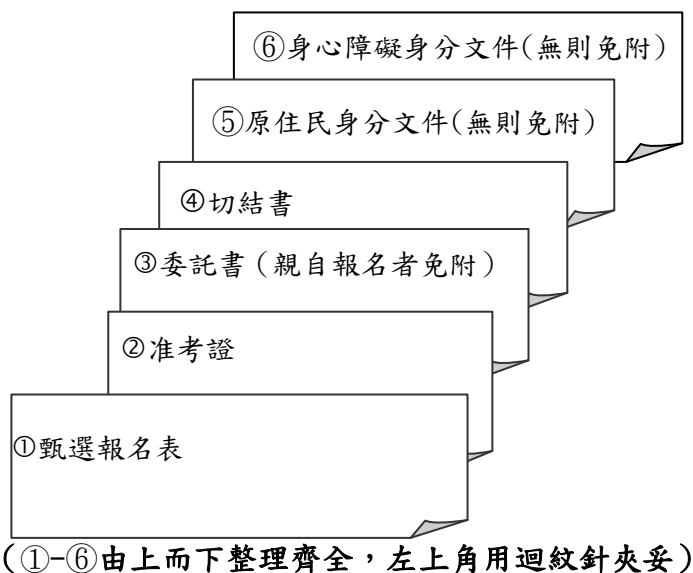 ⑥身心障礙身分文件(無則免附)
⑤原住民身分文件(無則免附)
④切結書
③委託書（親自報名者免附）
②准考證
①甄選報名表
(①-⑥由上而下整理齊全，左上角用迴紋針夾妥)